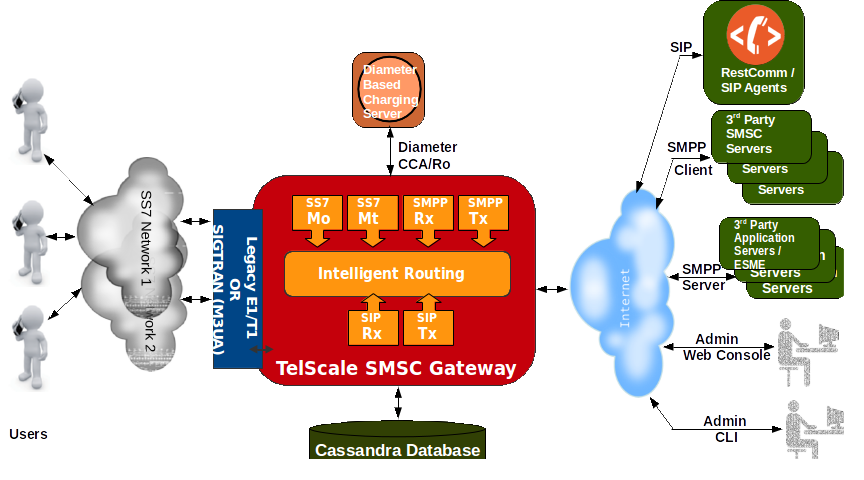 SIP
RestComm /
SIP Agents
Diameter
Based
Charging
Server
Diameter
CCA/Ro
3rd Party
SMSC
Servers
Servers
Servers
SMPP
Client
SS7 Network 1
work 2
SIGTRAN (M3UA)
OR
Legacy E1/T1
SS7
Mo
SS7
Mt
SMPP
Rx
SMPP
Tx
Intelligent Routing
SIP
Rx
SIP
Tx
TelScale SMSC Gateway
Internet
3rd Party
Application
Servers /
ESME
Servers
Servers
n
SMPP
Server
Admin
Web Console
Admin
CLI
Users
Cassandra Database